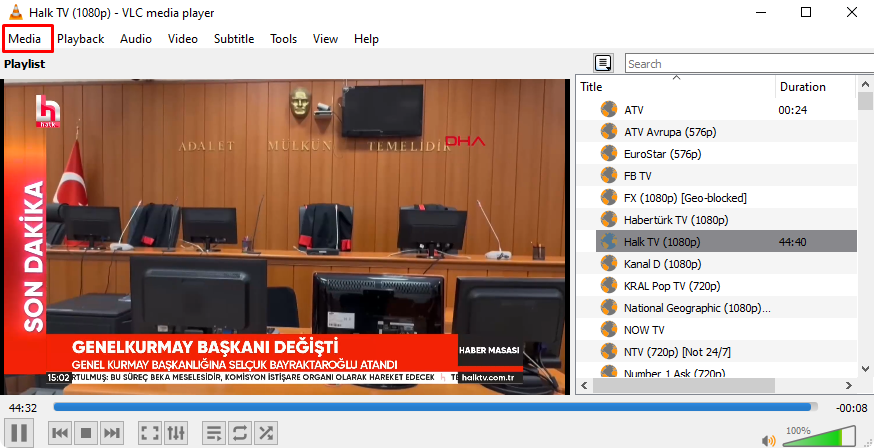 Halk TV (1080p) - VLC media player
Media Playback Audio Video Subtitle Tools View Help
Playlist
Search
Title Duration
ATV 00:24
ATV Avrupa (576p)
EuroStar (576p)
FB TV
FX (1080p) [Geo-blocked]
Habertürk TV (1080p)
Halk TV (1080p) 44:40
Kanal D (1080p)
KRAL Pop TV (720p)
National Geographic (1080p)...
NOW TV
NTV (720p) [Not 24/7]
Number 1 Ask (720p)
h
halk
ADALET MÜLKÜN TEMELİDİR
DHA
SON DAKİKA
GENELKURMAY BAŞKANI DEĞİŞTİ
GENEL KURMAY BAŞKANLIĞINA SELÇUK BAYRAKTAROĞLU ATANDI
HABER MASASI
15:02 RTULMUŞ: BU SÜREÇ BEKA MESELESİDİR, KOMİSYON İSTİŞARE ORGANI OLARAK HAREKET EDECEK
halktv.com.tr
44:32 -00:08
100%